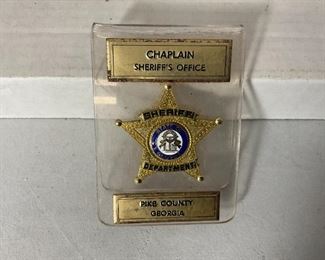 CHAPLAIN
SHERIFF'S OFFICE
SHERIFF
DEPARTMENT
PIKE COUNTY
GEORGIA